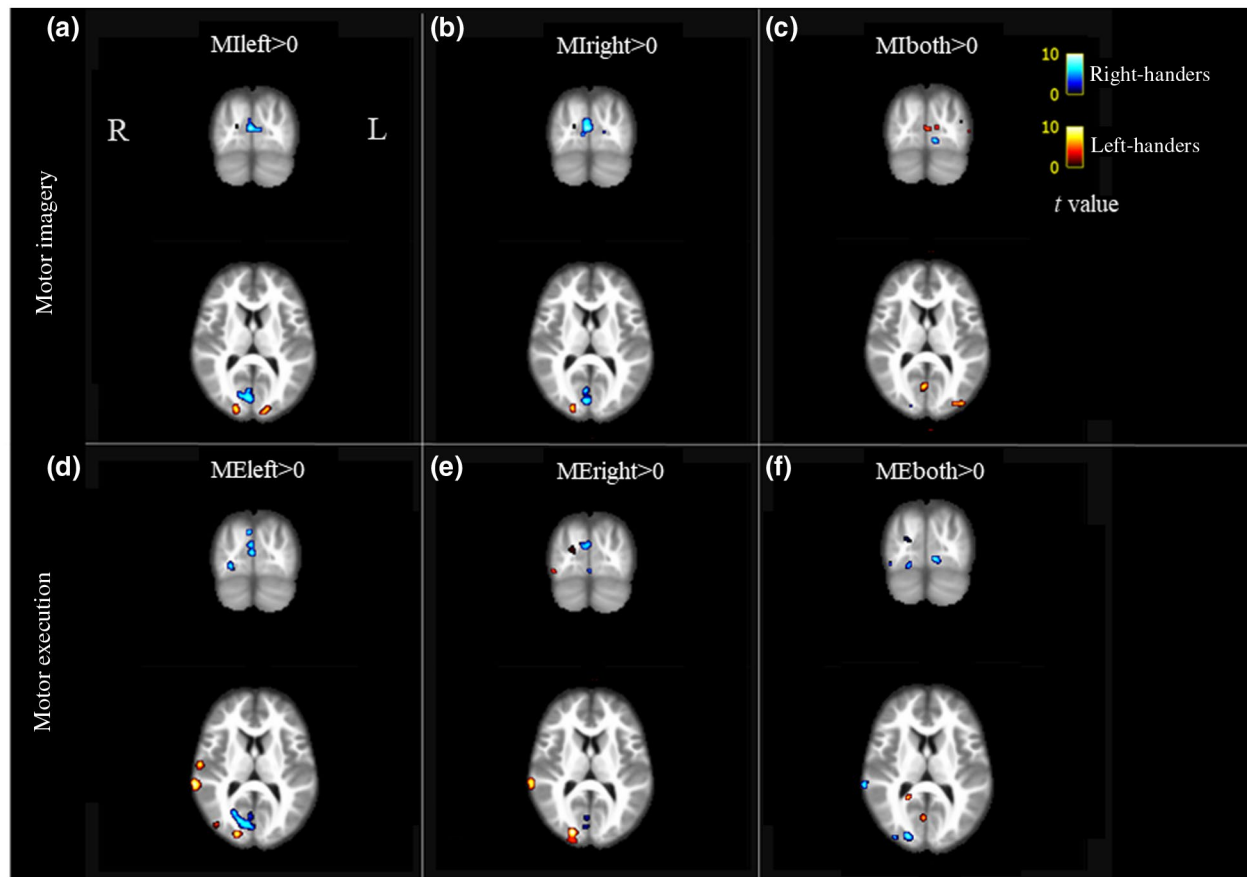 (a)
MIleft>0
(b)
MIright>0
(c)
MIboth>0
10
0
Right-handers
10
0
Left-handers
t value
R
L
Motor imagery
(d)
MEleft>0
(e)
MEright>0
(f)
MEboth>0
Motor execution